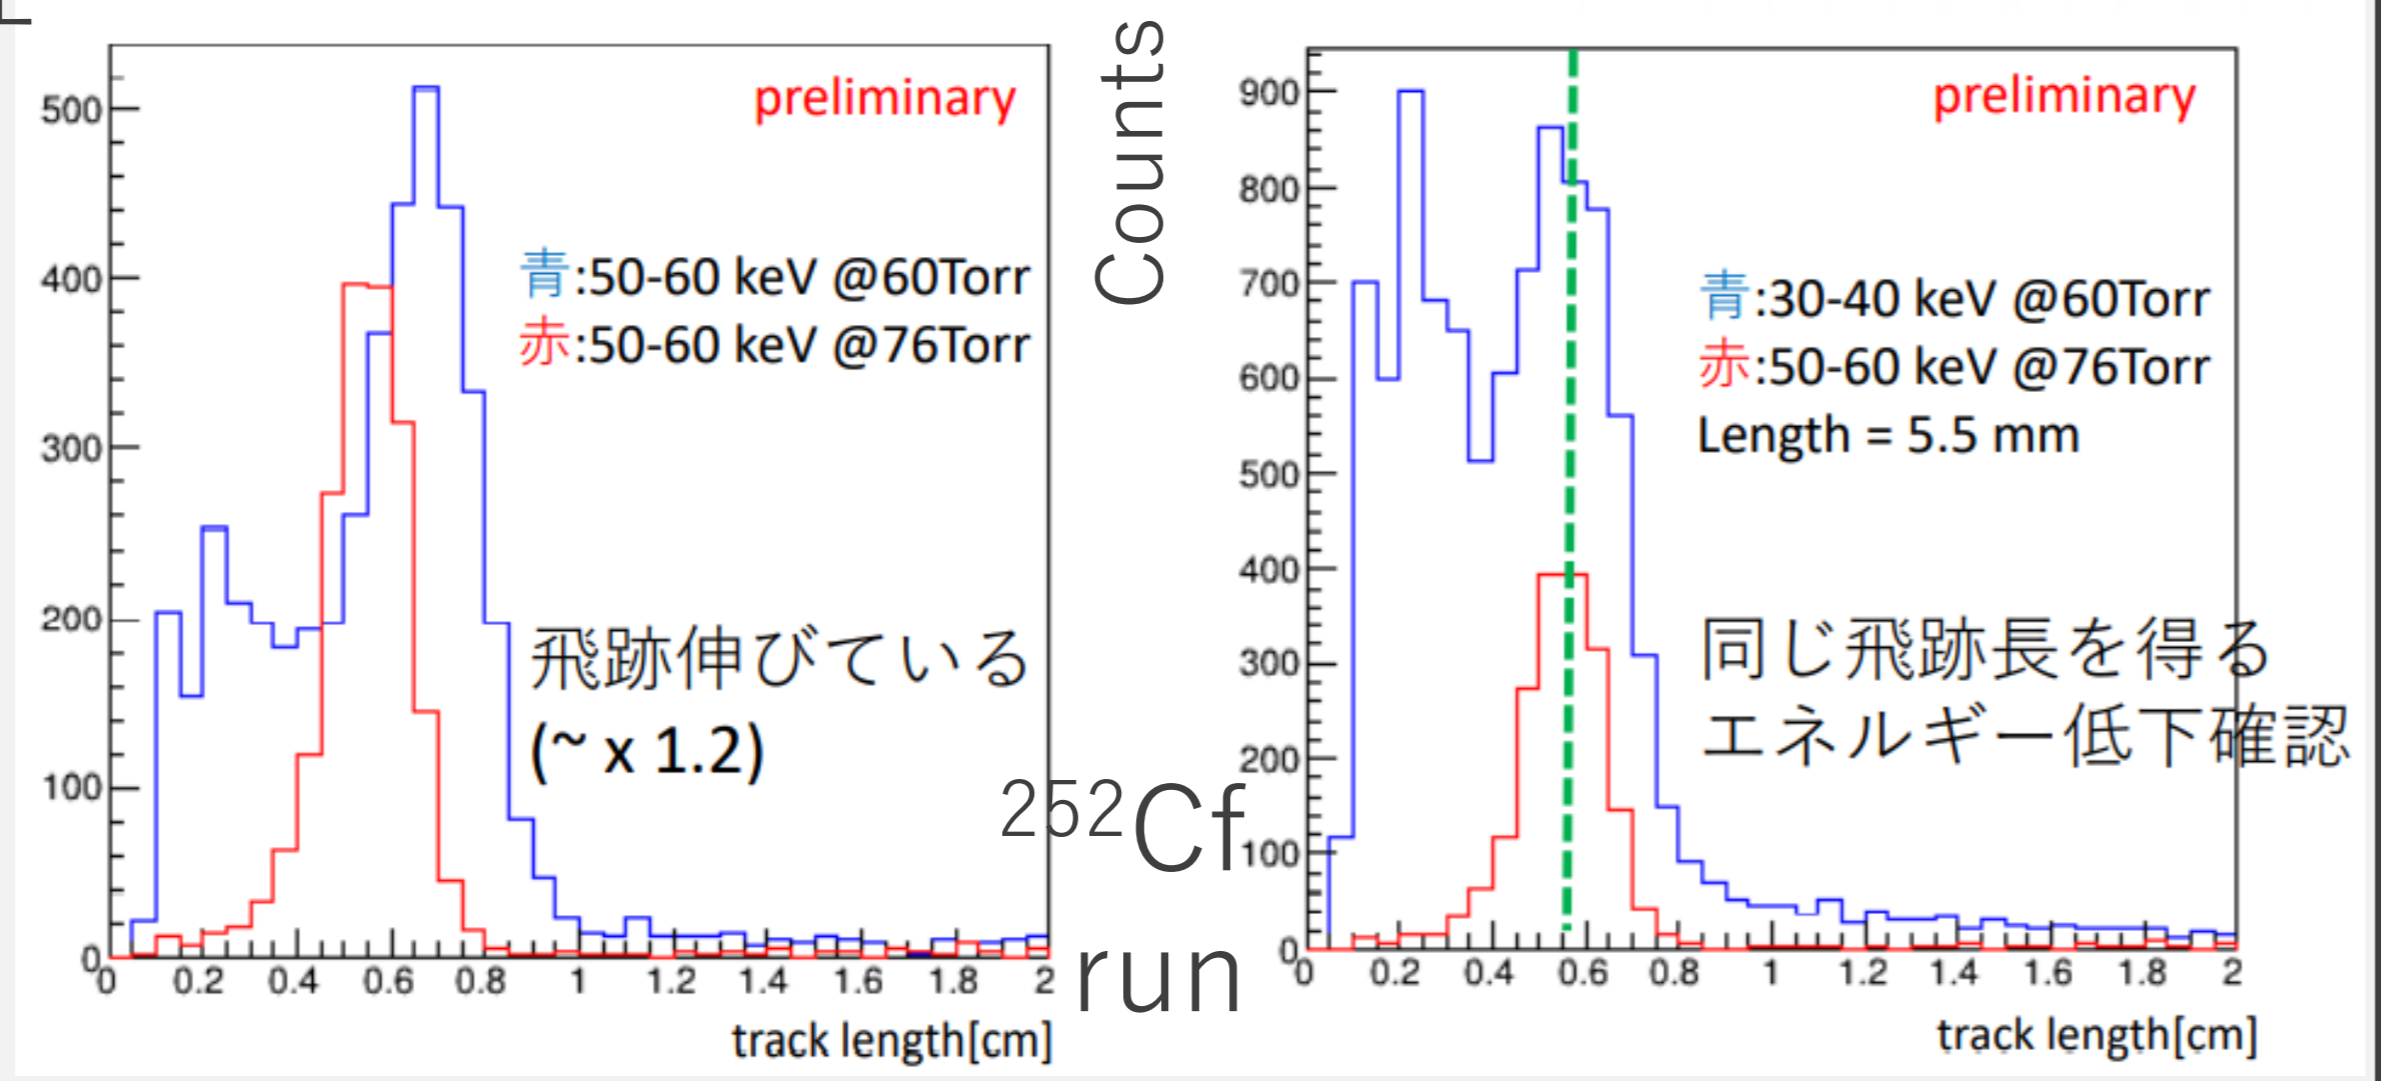 preliminary
青:50-60 keV @60Torr
赤:50-60 keV @76Torr
飛跡伸びている
(~ x 1.2)
500
400
300
200
100
0
0 0.2 0.4 0.6 0.8 1 1.2 1.4 1.6 1.8 2
track length[cm]
Counts
²⁵²Cf
run
preliminary
青:30-40 keV @60Torr
赤:50-60 keV @76Torr
Length = 5.5 mm
同じ飛跡長を得る
エネルギー低下確認
900
800
700
600
500
400
300
200
100
0
0 0.2 0.4 0.6 0.8 1 1.2 1.4 1.6 1.8 2
track length[cm]